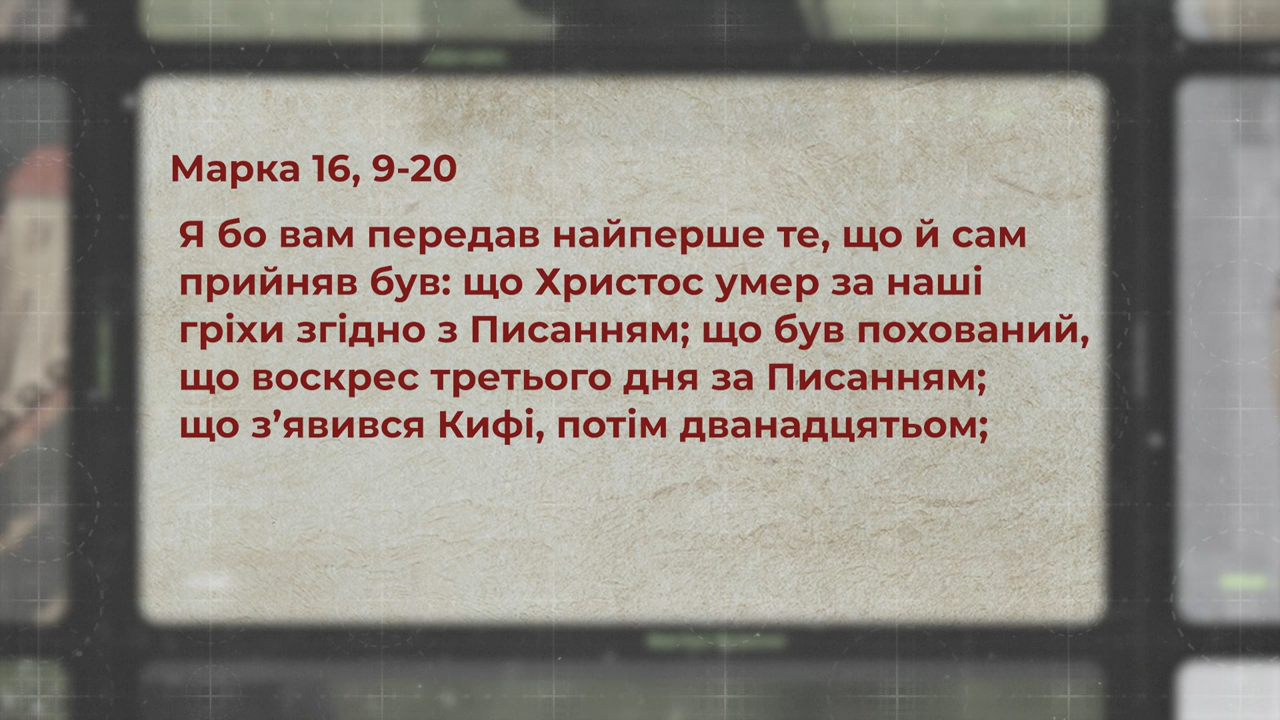 Марка 16, 9-20
Я бо вам передав найперше те, що й сам
прийняв був: що Христос умер за наші
гріхи згідно з Писанням; що був похований,
що воскрес третього дня за Писанням;
що з’явився Кифі, потім дванадцятьом;